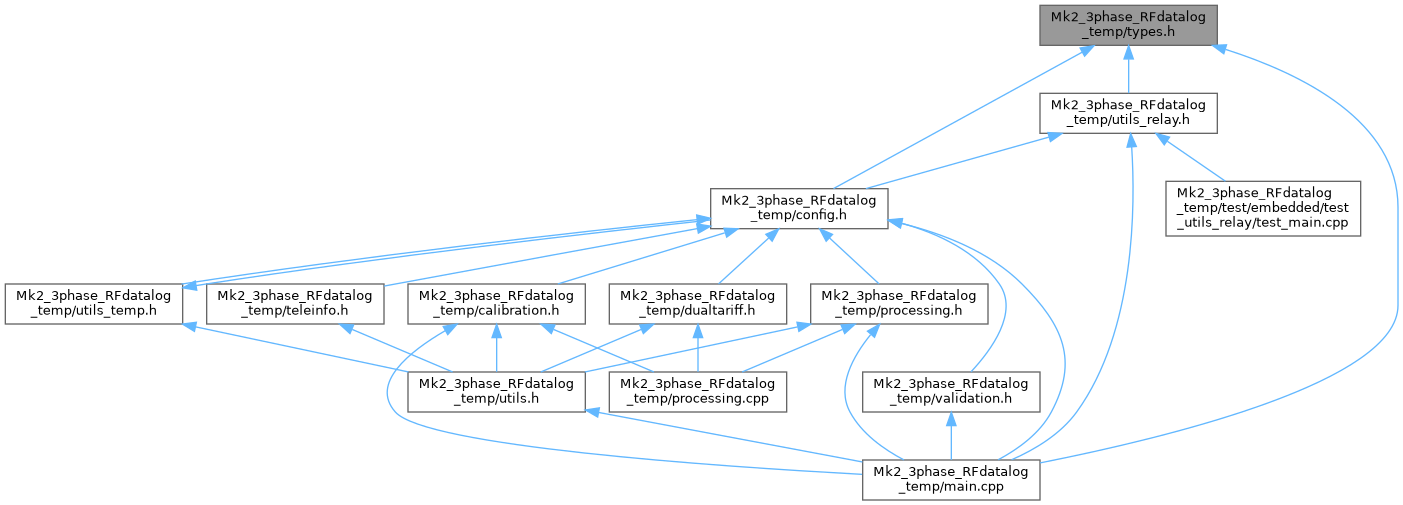 Mk2_3phase_RFdatalog
_temp/types.h
Mk2_3phase_RFdatalog
_temp/utils_relay.h
Mk2_3phase_RFdatalog
_temp/config.h
Mk2_3phase_RFdatalog
_temp/test/embedded/test
_utils_relay/test_main.cpp
Mk2_3phase_RFdatalog
_temp/utils_temp.h
Mk2_3phase_RFdatalog
_temp/teleinfo.h
Mk2_3phase_RFdatalog
_temp/calibration.h
Mk2_3phase_RFdatalog
_temp/dualtariff.h
Mk2_3phase_RFdatalog
_temp/processing.h
Mk2_3phase_RFdatalog
_temp/utils.h
Mk2_3phase_RFdatalog
_temp/processing.cpp
Mk2_3phase_RFdatalog
_temp/validation.h
Mk2_3phase_RFdatalog
_temp/main.cpp